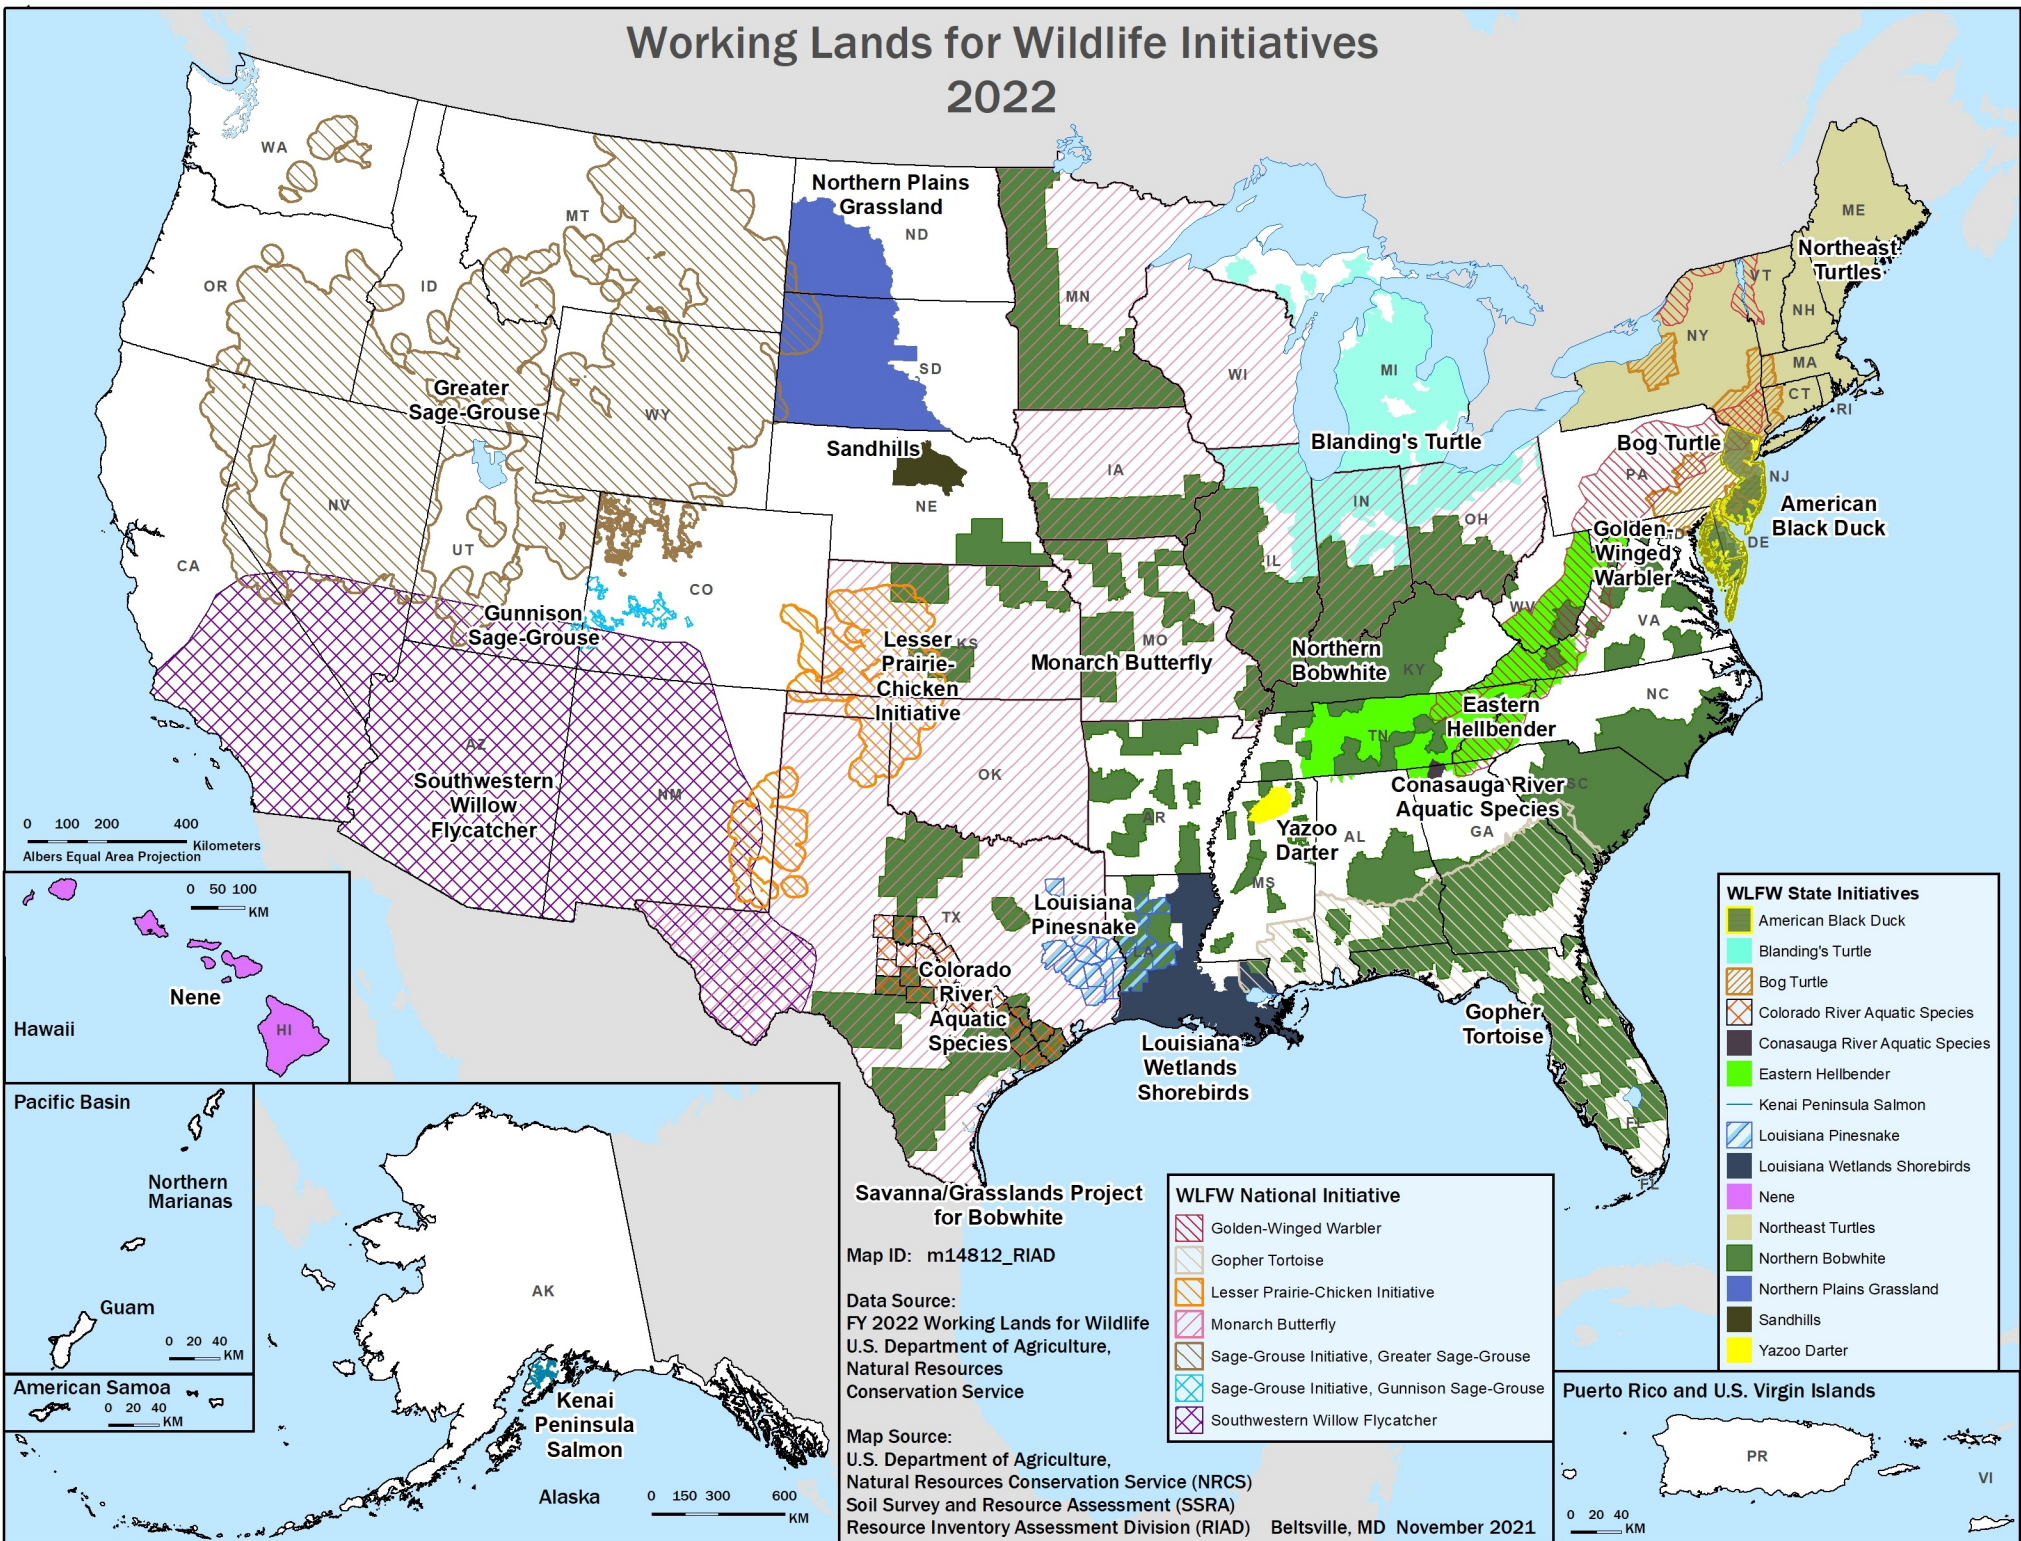 Working Lands for Wildlife Initiatives
2022
WA
MT
Northern Plains
Grassland
ND
ME
Northeast
Turtles
VT
OR
ID
MN
NH
NY
WI
MI
SD
MA
CT
RI
Greater
Sage-Grouse
WY
Blanding's Turtle
Bog Turtle
Sandhills
IA
PA
NJ
NV
NE
IN
OH
American
Black Duck
Golden-
Winged
Warbler
DE
UT
CA
CO
IL
WV
VA
Gunnison
Sage-Grouse
Lesser
Prairie-
Chicken
Initiative
KS
MO
Monarch Butterfly
Northern
Bobwhite
KY
NC
Eastern
Hellbender
TN
AZ
NM
OK
Southwestern
Willow
Flycatcher
Conasauga River
Aquatic Species
SC
AR
Yazoo
Darter
AL
GA
MS
0 100 200 400
Kilometers
Albers Equal Area Projection
0 50 100
KM
Nene
Hawaii
HI
TX
Louisiana
Pinesnake
LA
Colorado
River
Aquatic
Species
Gopher
Tortoise
Louisiana
Wetlands
Shorebirds
FL
FL
Savanna/Grasslands Project
for Bobwhite
WLFW State Initiatives
American Black Duck
Blanding's Turtle
Bog Turtle
Colorado River Aquatic Species
Conasauga River Aquatic Species
Eastern Hellbender
Kenai Peninsula Salmon
Louisiana Pinesnake
Louisiana Wetlands Shorebirds
Nene
Northeast Turtles
Northern Bobwhite
Northern Plains Grassland
Sandhills
Yazoo Darter
WLFW National Initiative
Golden-Winged Warbler
Gopher Tortoise
Lesser Prairie-Chicken Initiative
Monarch Butterfly
Sage-Grouse Initiative, Greater Sage-Grouse
Sage-Grouse Initiative, Gunnison Sage-Grouse
Southwestern Willow Flycatcher
Pacific Basin
Northern
Marianas
Guam
0 20 40
KM
American Samoa
0 20 40
KM
AK
Kenai
Peninsula
Salmon
Alaska
0 150 300 600
KM
Map ID: m14812_RIAD
Data Source:
FY 2022 Working Lands for Wildlife
U.S. Department of Agriculture,
Natural Resources
Conservation Service
Map Source:
U.S. Department of Agriculture,
Natural Resources Conservation Service (NRCS)
Soil Survey and Resource Assessment (SSRA)
Resource Inventory Assessment Division (RIAD) Beltsville, MD November 2021
Puerto Rico and U.S. Virgin Islands
PR
VI
0 20 40
KM